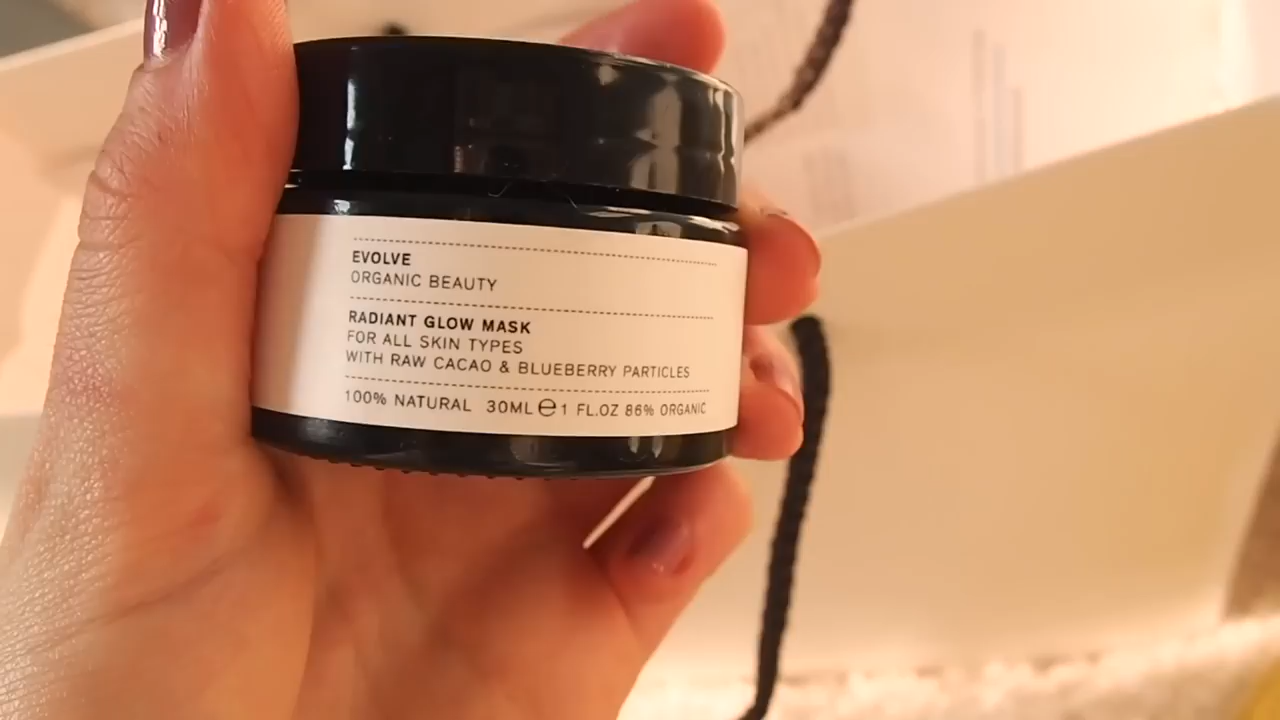 EVOLVE
ORGANIC BEAUTY
RADIANT GLOW MASK
FOR ALL SKIN TYPES
WITH RAW CACAO & BLUEBERRY PARTICLES
100% NATURAL 30ML ℮ 1 FL.OZ 86% ORGANIC